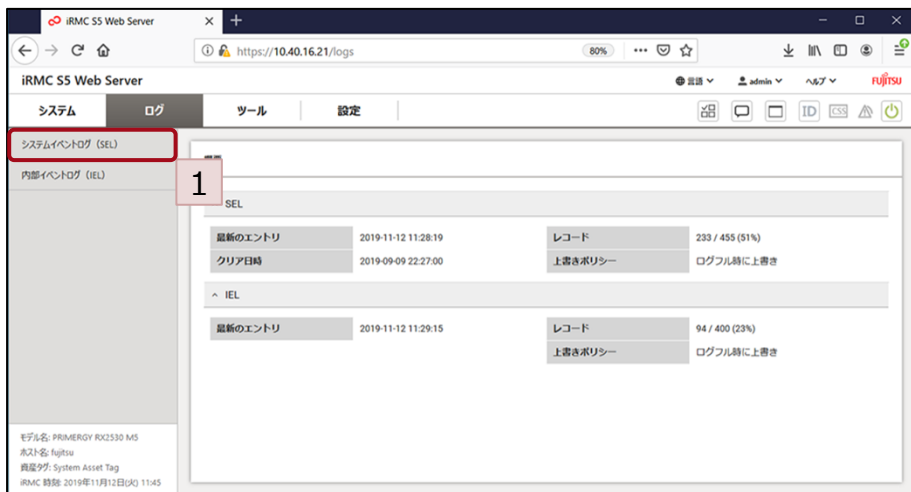 iRMC S5 Web Server
https://10.40.16.21/logs
80%
iRMC S5 Web Server
言語
admin
ヘルプ
FUJITSU
システム
ログ
ツール
設定
ID
CSS
システムイベントログ (SEL)
内部イベントログ (IEL)
1
SEL
最新のエントリ
2019-11-12 11:28:19
レコード
233 / 455 (51%)
クリア日時
2019-09-09 22:27:00
上書きポリシー
ログフル時に上書き
IEL
最新のエントリ
2019-11-12 11:29:15
レコード
94 / 400 (23%)
上書きポリシー
ログフル時に上書き
モデル名: PRIMERGY RX2530 M5
ホスト名: fujitsu
資産タグ: System Asset Tag
iRMC 時刻: 2019年11月12日(火) 11:45